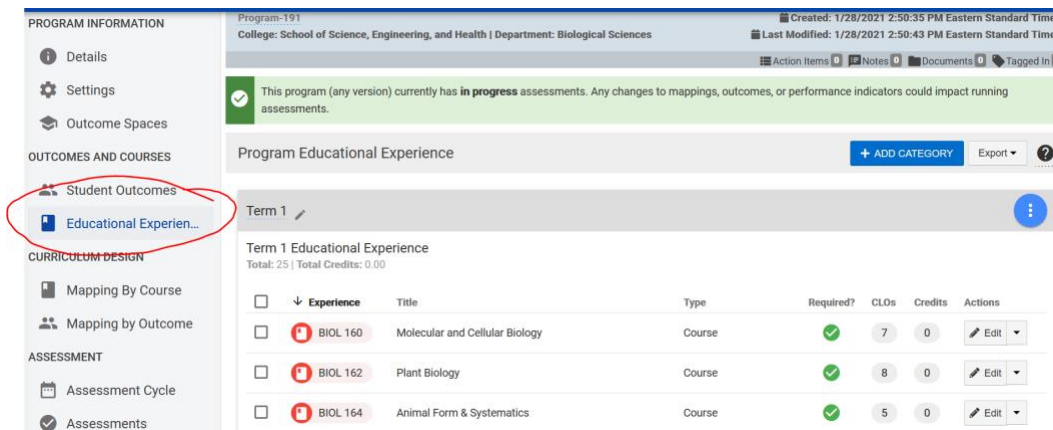 PROGRAM INFORMATION
Details
Settings
Outcome Spaces
OUTCOMES AND COURSES
Student Outcomes
Educational Experien...
CURRICULUM DESIGN
Mapping By Course
Mapping by Outcome
ASSESSMENT
Assessment Cycle
Assessments
Program-191
Created: 1/28/2021 2:50:35 PM Eastern Standard Time
College: School of Science, Engineering, and Health | Department: Biological Sciences
Last Modified: 1/28/2021 2:50:43 PM Eastern Standard Time
Action Items 0 Notes 0 Documents 0 Tagged In
This program (any version) currently has in progress assessments. Any changes to mappings, outcomes, or performance indicators could impact running
assessments.
Program Educational Experience
+ ADD CATEGORY
Export
?
Term 1
Term 1 Educational Experience
Total: 25 | Total Credits: 0.00
Experience Title Type Required? CLOs Credits Actions
BIOL 160 Molecular and Cellular Biology Course 7 0 Edit
BIOL 162 Plant Biology Course 8 0 Edit
BIOL 164 Animal Form & Systematics Course 5 0 Edit